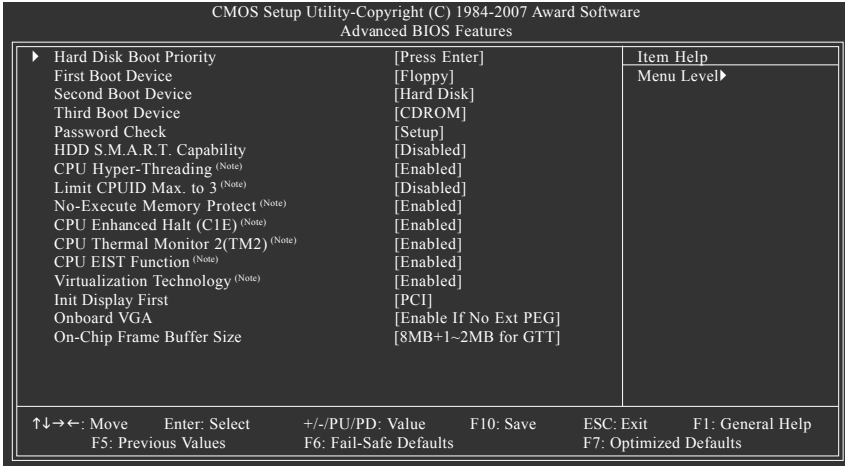 CMOS Setup Utility-Copyright (C) 1984-2007 Award Software
Advanced BIOS Features
Hard Disk Boot Priority [Press Enter] Item Help
First Boot Device [Floppy] Menu Level
Second Boot Device [Hard Disk]
Third Boot Device [CDROM]
Password Check [Setup]
HDD S.M.A.R.T. Capability [Disabled]
CPU Hyper-Threading (Note) [Enabled]
Limit CPUID Max. to 3 (Note) [Disabled]
No-Execute Memory Protect (Note) [Enabled]
CPU Enhanced Halt (C1E) (Note) [Enabled]
CPU Thermal Monitor 2(TM2) (Note) [Enabled]
CPU EIST Function (Note) [Enabled]
Virtualization Technology (Note) [Enabled]
Init Display First [PCI]
Onboard VGA [Enable If No Ext PEG]
On-Chip Frame Buffer Size [8MB+1~2MB for GTT]
↑↓→←: Move Enter: Select +/-/PU/PD: Value F10: Save ESC: Exit F1: General Help
F5: Previous Values F6: Fail-Safe Defaults F7: Optimized Defaults